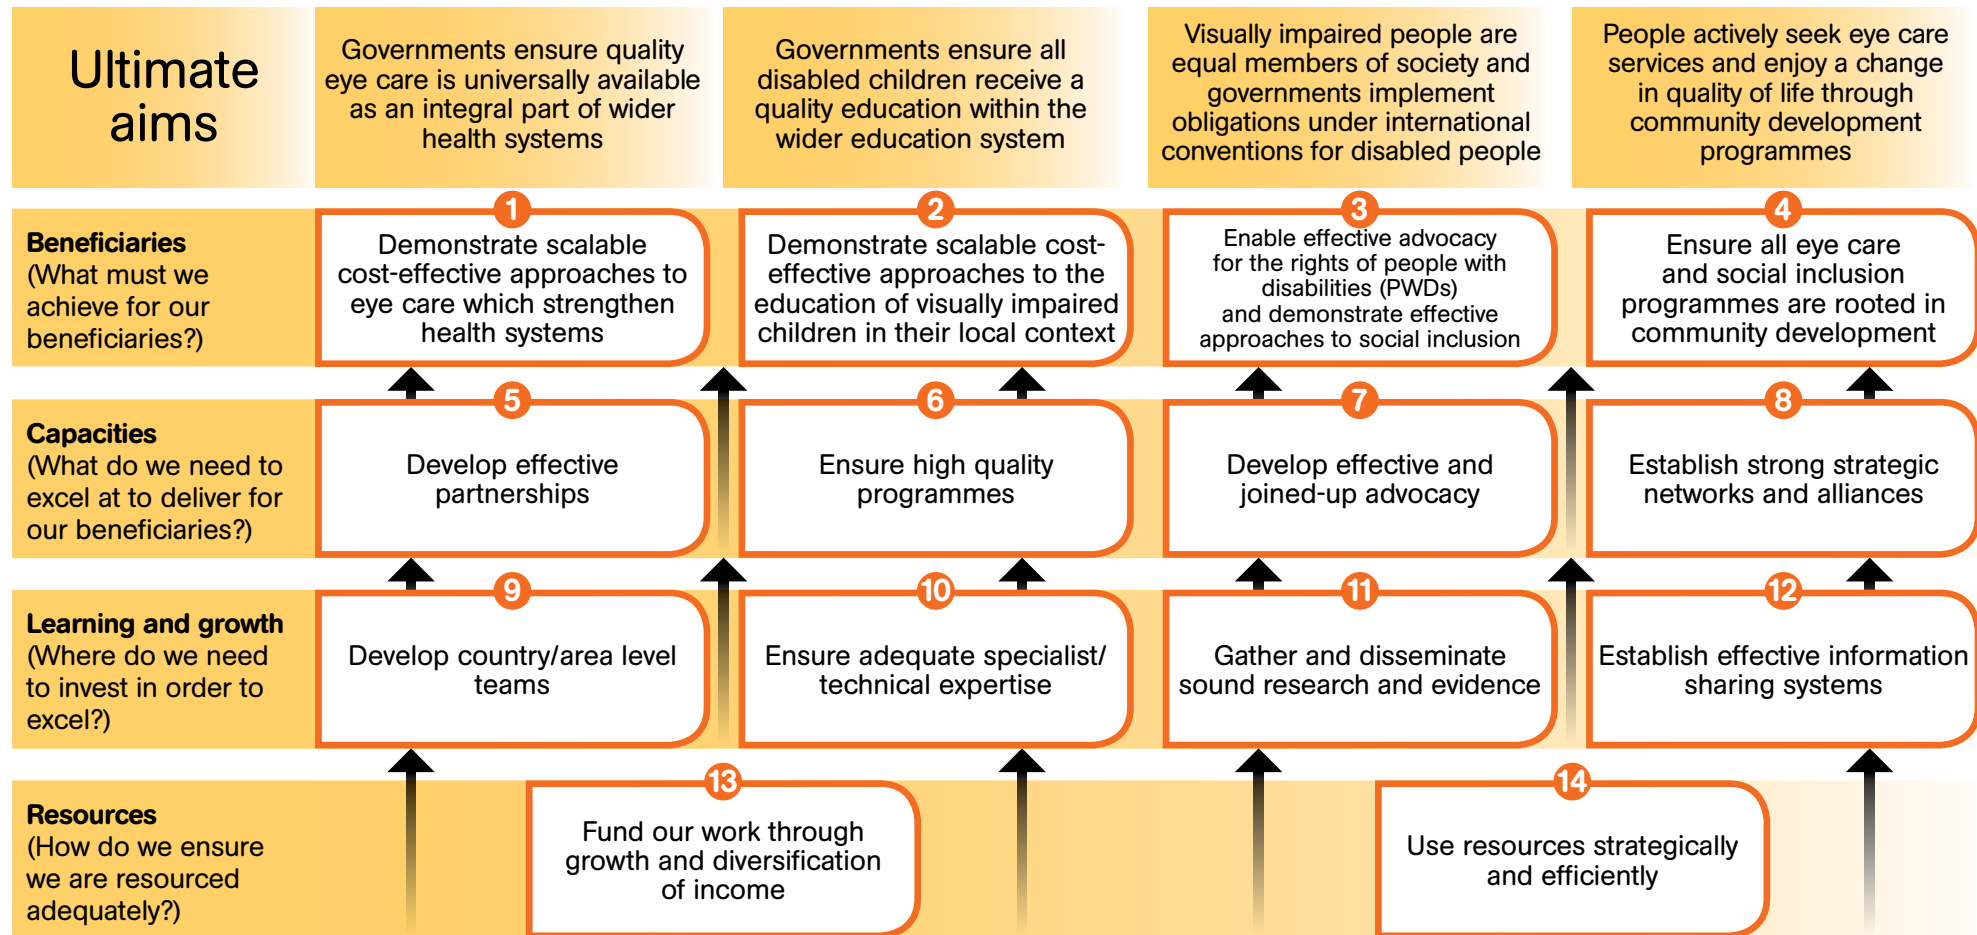 Ultimate
aims
Governments ensure quality
eye care is universally available
as an integral part of wider
health systems
Governments ensure all
disabled children receive a
quality education within the
wider education system
Visually impaired people are
equal members of society and
governments implement
obligations under international
conventions for disabled people
People actively seek eye care
services and enjoy a change
in quality of life through
community development
programmes
Beneficiaries
(What must we
achieve for our
beneficiaries?)
1
Demonstrate scalable
cost-effective approaches to
eye care which strengthen
health systems
2
Demonstrate scalable cost-
effective approaches to the
education of visually impaired
children in their local context
3
Enable effective advocacy
for the rights of people with
disabilities (PWDs)
and demonstrate effective
approaches to social inclusion
4
Ensure all eye care
and social inclusion
programmes are rooted in
community development
Capacities
(What do we need to
excel at to deliver for
our beneficiaries?)
5
Develop effective
partnerships
6
Ensure high quality
programmes
7
Develop effective and
joined-up advocacy
8
Establish strong strategic
networks and alliances
Learning and growth
(Where do we need
to invest in order to
excel?)
9
Develop country/area level
teams
10
Ensure adequate specialist/
technical expertise
11
Gather and disseminate
sound research and evidence
12
Establish effective information
sharing systems
Resources
(How do we ensure
we are resourced
adequately?)
13
Fund our work through
growth and diversification
of income
14
Use resources strategically
and efficiently